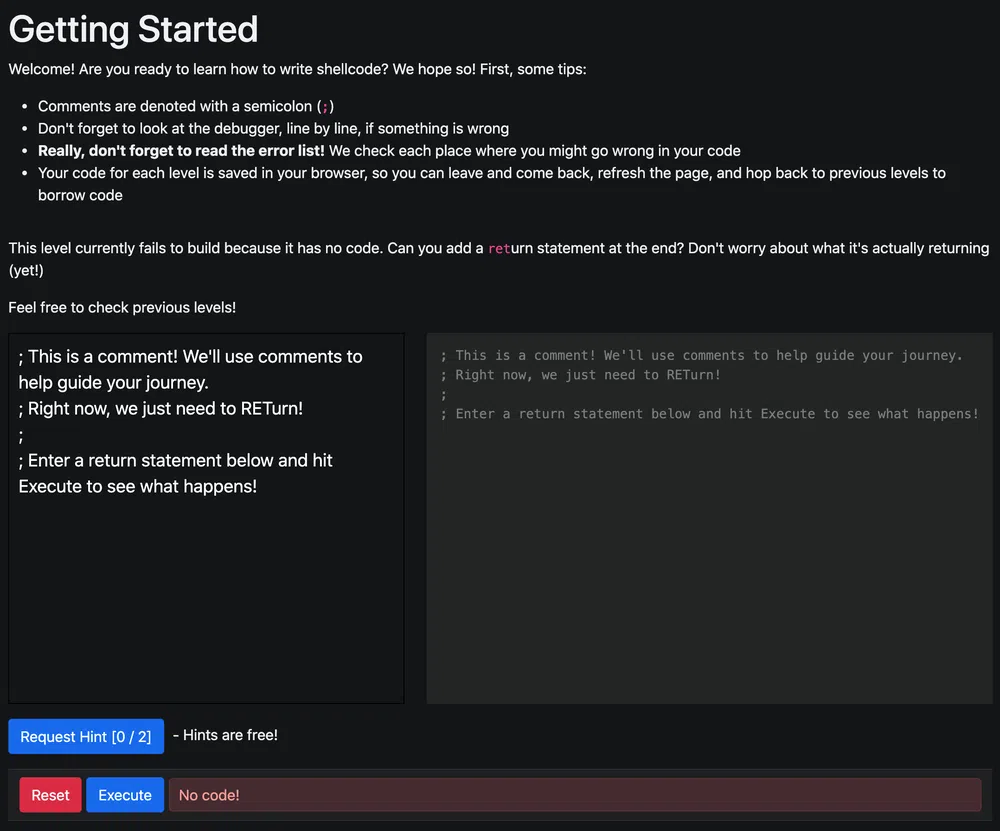 Getting Started
Welcome! Are you ready to learn how to write shellcode? We hope so! First, some tips:
• Comments are denoted with a semicolon (;)
• Don't forget to look at the debugger, line by line, if something is wrong
• Really, don't forget to read the error list! We check each place where you might go wrong in your code
• Your code for each level is saved in your browser, so you can leave and come back, refresh the page, and hop back to previous levels to
borrow code
This level currently fails to build because it has no code. Can you add a return statement at the end? Don't worry about what it's actually returning
(yet!)
Feel free to check previous levels!
; This is a comment! We'll use comments to
help guide your journey.
; Right now, we just need to RETurn!
;
; Enter a return statement below and hit
Execute to see what happens!
; This is a comment! We'll use comments to help guide your journey.
; Right now, we just need to RETurn!
;
; Enter a return statement below and hit Execute to see what happens!
Request Hint [0 / 2] - Hints are free!
Reset Execute No code!